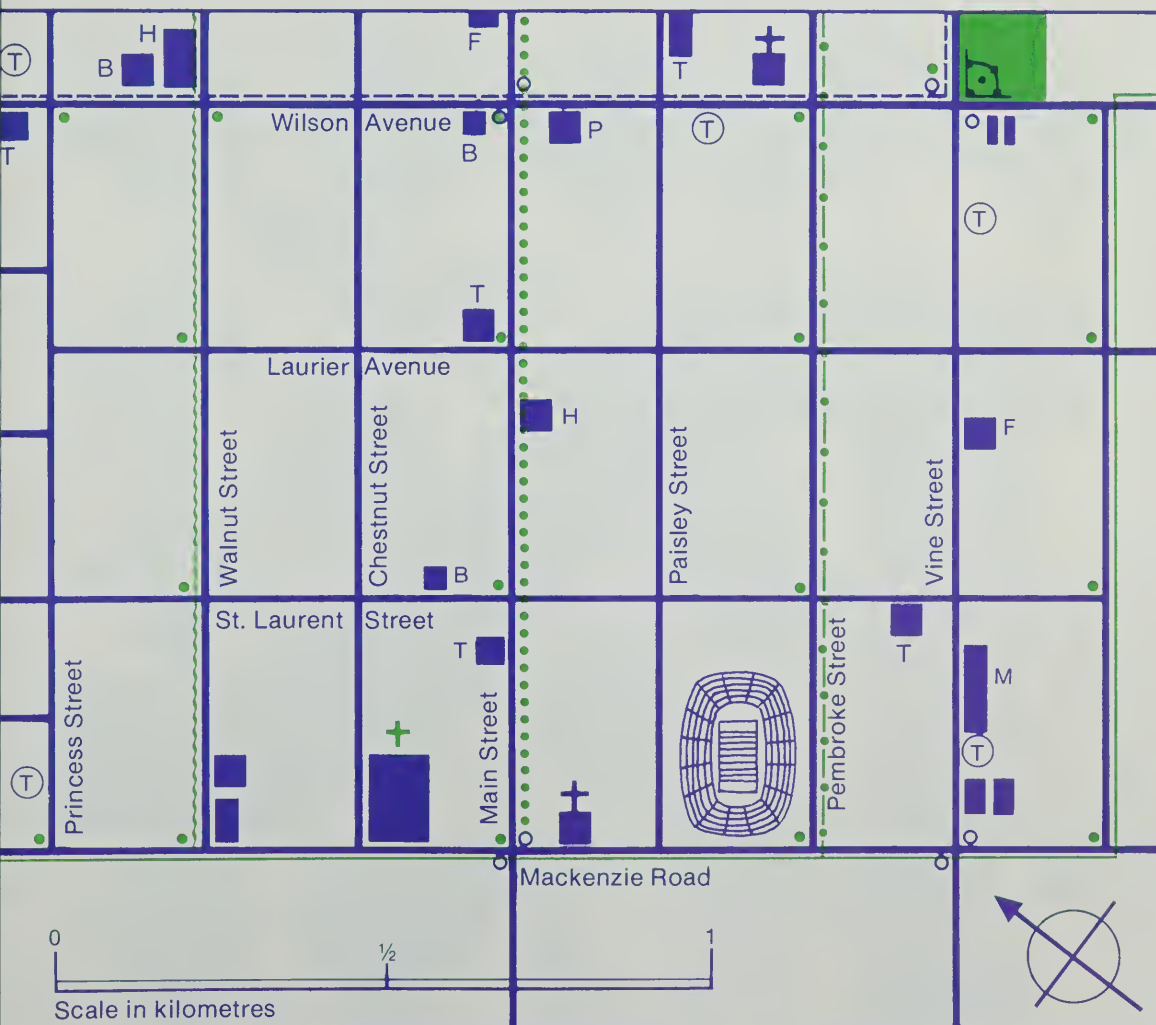 H
F
T
B
T
Wilson Avenue
B
P
T
T
T
T
Laurier Avenue
H
F
Walnut Street
Chestnut Street
Paisley Street
Vine Street
B
St. Laurent Street
T
T
M
Princess Street
Main Street
Pembroke Street
T
T
Mackenzie Road
0
½
1
Scale in kilometres